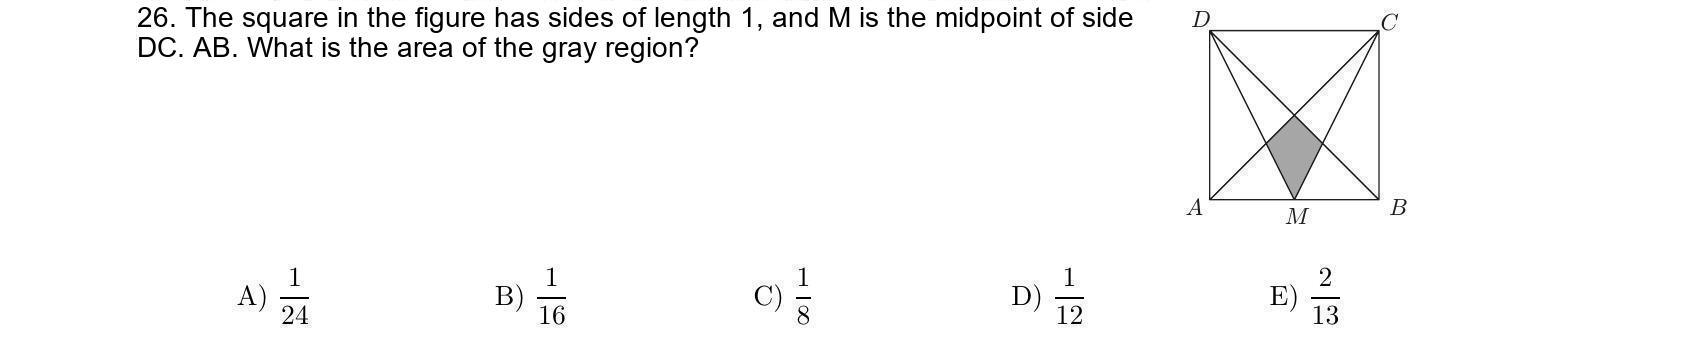 26. The square in the figure has sides of length 1, and M is the midpoint of side
DC. AB. What is the area of the gray region?
D C
A M B
A) 1/24 B) 1/16 C) 1/8 D) 1/12 E) 2/13